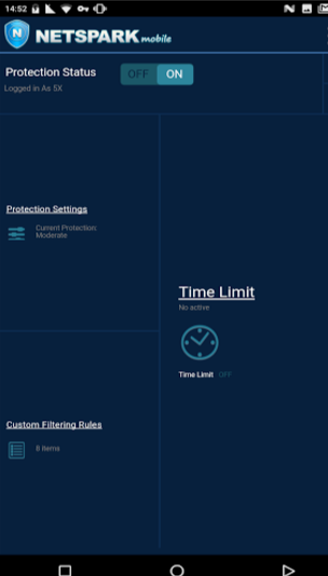 14:52
NETSPARK mobile
Protection Status
OFF ON
Logged in As 5X
Protection Settings
Current Protection:
Moderate
Time Limit
No active
Time Limit OFF
Custom Filtering Rules
8 Items